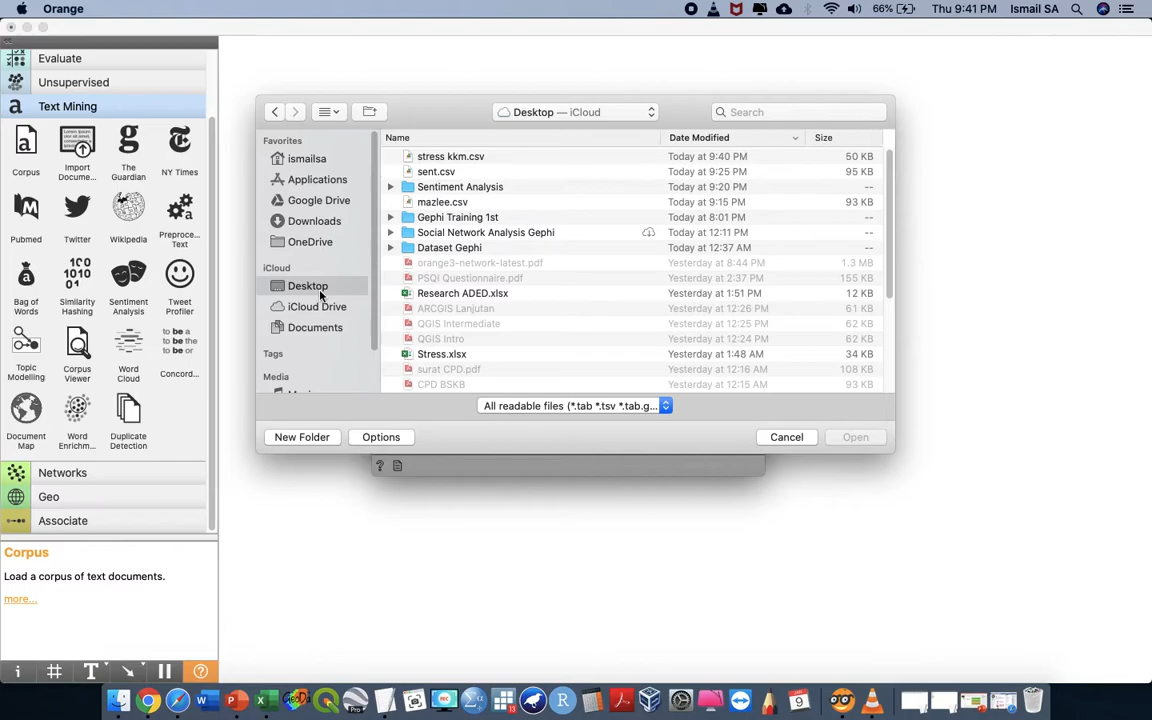 Orange
66%
Thu 9:41 PM
Ismail SA
Evaluate
Unsupervised
Text Mining
Corpus
Import Docume...
The Guardian
NY Times
Pubmed
Twitter
Wikipedia
Preproce... Text
Bag of Words
Similarity Hashing
Sentiment Analysis
Tweet Profiler
Topic Modelling
Corpus Viewer
Word Cloud
Concord...
Document Map
Word Enrichm...
Duplicate Detection
Networks
Geo
Associate
Corpus
Load a corpus of text documents.
more...
Desktop — iCloud
Search
Favorites
ismailsa
Applications
Google Drive
Downloads
OneDrive
iCloud
Desktop
iCloud Drive
Documents
Tags
Media
Name Date Modified Size
stress kkm.csv Today at 9:40 PM 50 KB
sent.csv Today at 9:25 PM 95 KB
Sentiment Analysis Today at 9:20 PM --
mazlee.csv Today at 9:15 PM 93 KB
Gephi Training 1st Today at 8:01 PM --
Social Network Analysis Gephi Today at 12:11 PM --
Dataset Gephi Today at 12:37 AM --
orange3-network-latest.pdf Yesterday at 8:44 PM 1.3 MB
PSQI Questionnaire.pdf Yesterday at 2:37 PM 155 KB
Research ADED.xlsx Yesterday at 1:51 PM 12 KB
ARCGIS Lanjutan Yesterday at 12:26 PM 61 KB
QGIS Intermediate Yesterday at 12:25 PM 62 KB
QGIS Intro Yesterday at 12:24 PM 62 KB
Stress.xlsx Yesterday at 1:48 AM 34 KB
surat CPD.pdf Yesterday at 12:16 AM 108 KB
CPD BSKB Yesterday at 12:15 AM 93 KB
All readable files (*.tab *.tsv *.tab.g...
New Folder
Options
Cancel
Open